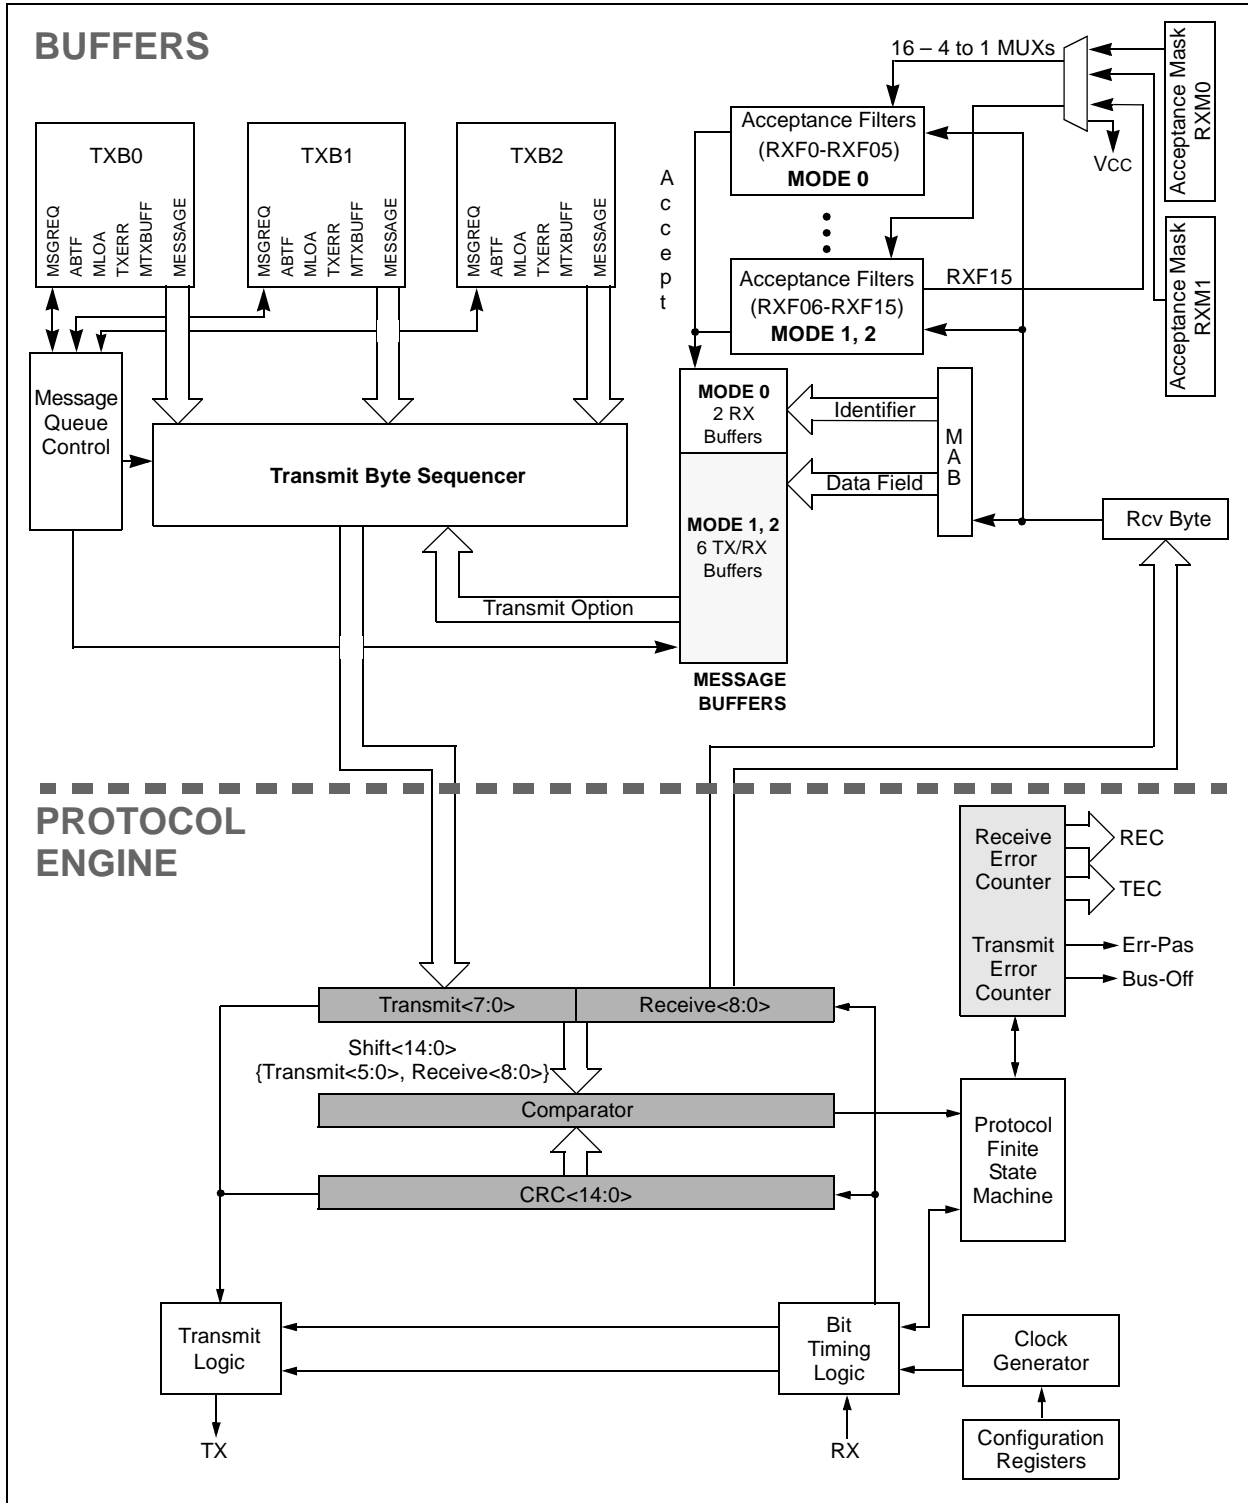 BUFFERS
16 – 4 to 1 MUXs
Acceptance Mask
RXM0
VCC
Acceptance Mask
RXM1
TXB0
MSGREQ
ABTF
MLOA
TXERR
MTXBUFF
MESSAGE
TXB1
MSGREQ
ABTF
MLOA
TXERR
MTXBUFF
MESSAGE
TXB2
MSGREQ
ABTF
MLOA
TXERR
MTXBUFF
MESSAGE
Accept
Acceptance Filters
(RXF0-RXF05)
MODE 0
Acceptance Filters
(RXF06-RXF15)
MODE 1, 2
RXF15
Message
Queue
Control
Transmit Byte Sequencer
MODE 0
2 RX
Buffers
Identifier
Data Field
MAB
Rcv Byte
MODE 1, 2
6 TX/RX
Buffers
Transmit Option
MESSAGE
BUFFERS
PROTOCOL
ENGINE
Receive
Error
Counter
REC
TEC
Transmit
Error
Counter
Err-Pas
Bus-Off
Transmit<7:0>
Receive<8:0>
Shift<14:0>
{Transmit<5:0>, Receive<8:0>}
Comparator
CRC<14:0>
Protocol
Finite
State
Machine
Transmit
Logic
Bit
Timing
Logic
Clock
Generator
TX
RX
Configuration
Registers